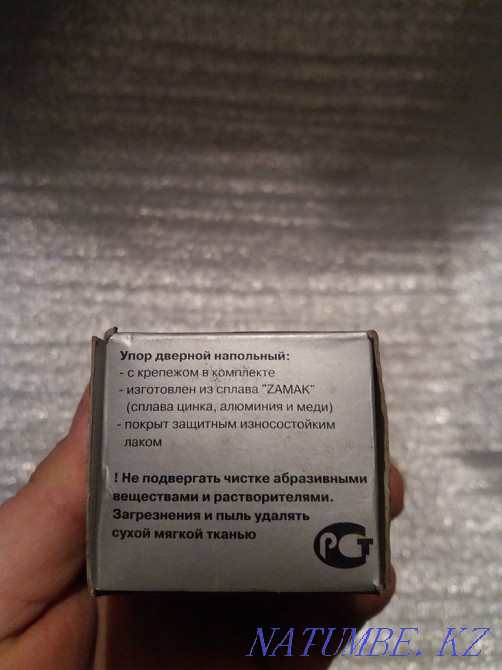 Упор дверной напольный:
- с крепежом в комплекте
- изготовлен из сплава "ZAMAK"
(сплава цинка, алюминия и меди)
- покрыт защитным износостойким
лаком
! Не подвергать чистке абразивными
веществами и растворителями.
Загрезнения и пыль удалять
сухой мягкой тканью
РСТ
NATUMBE. KZ